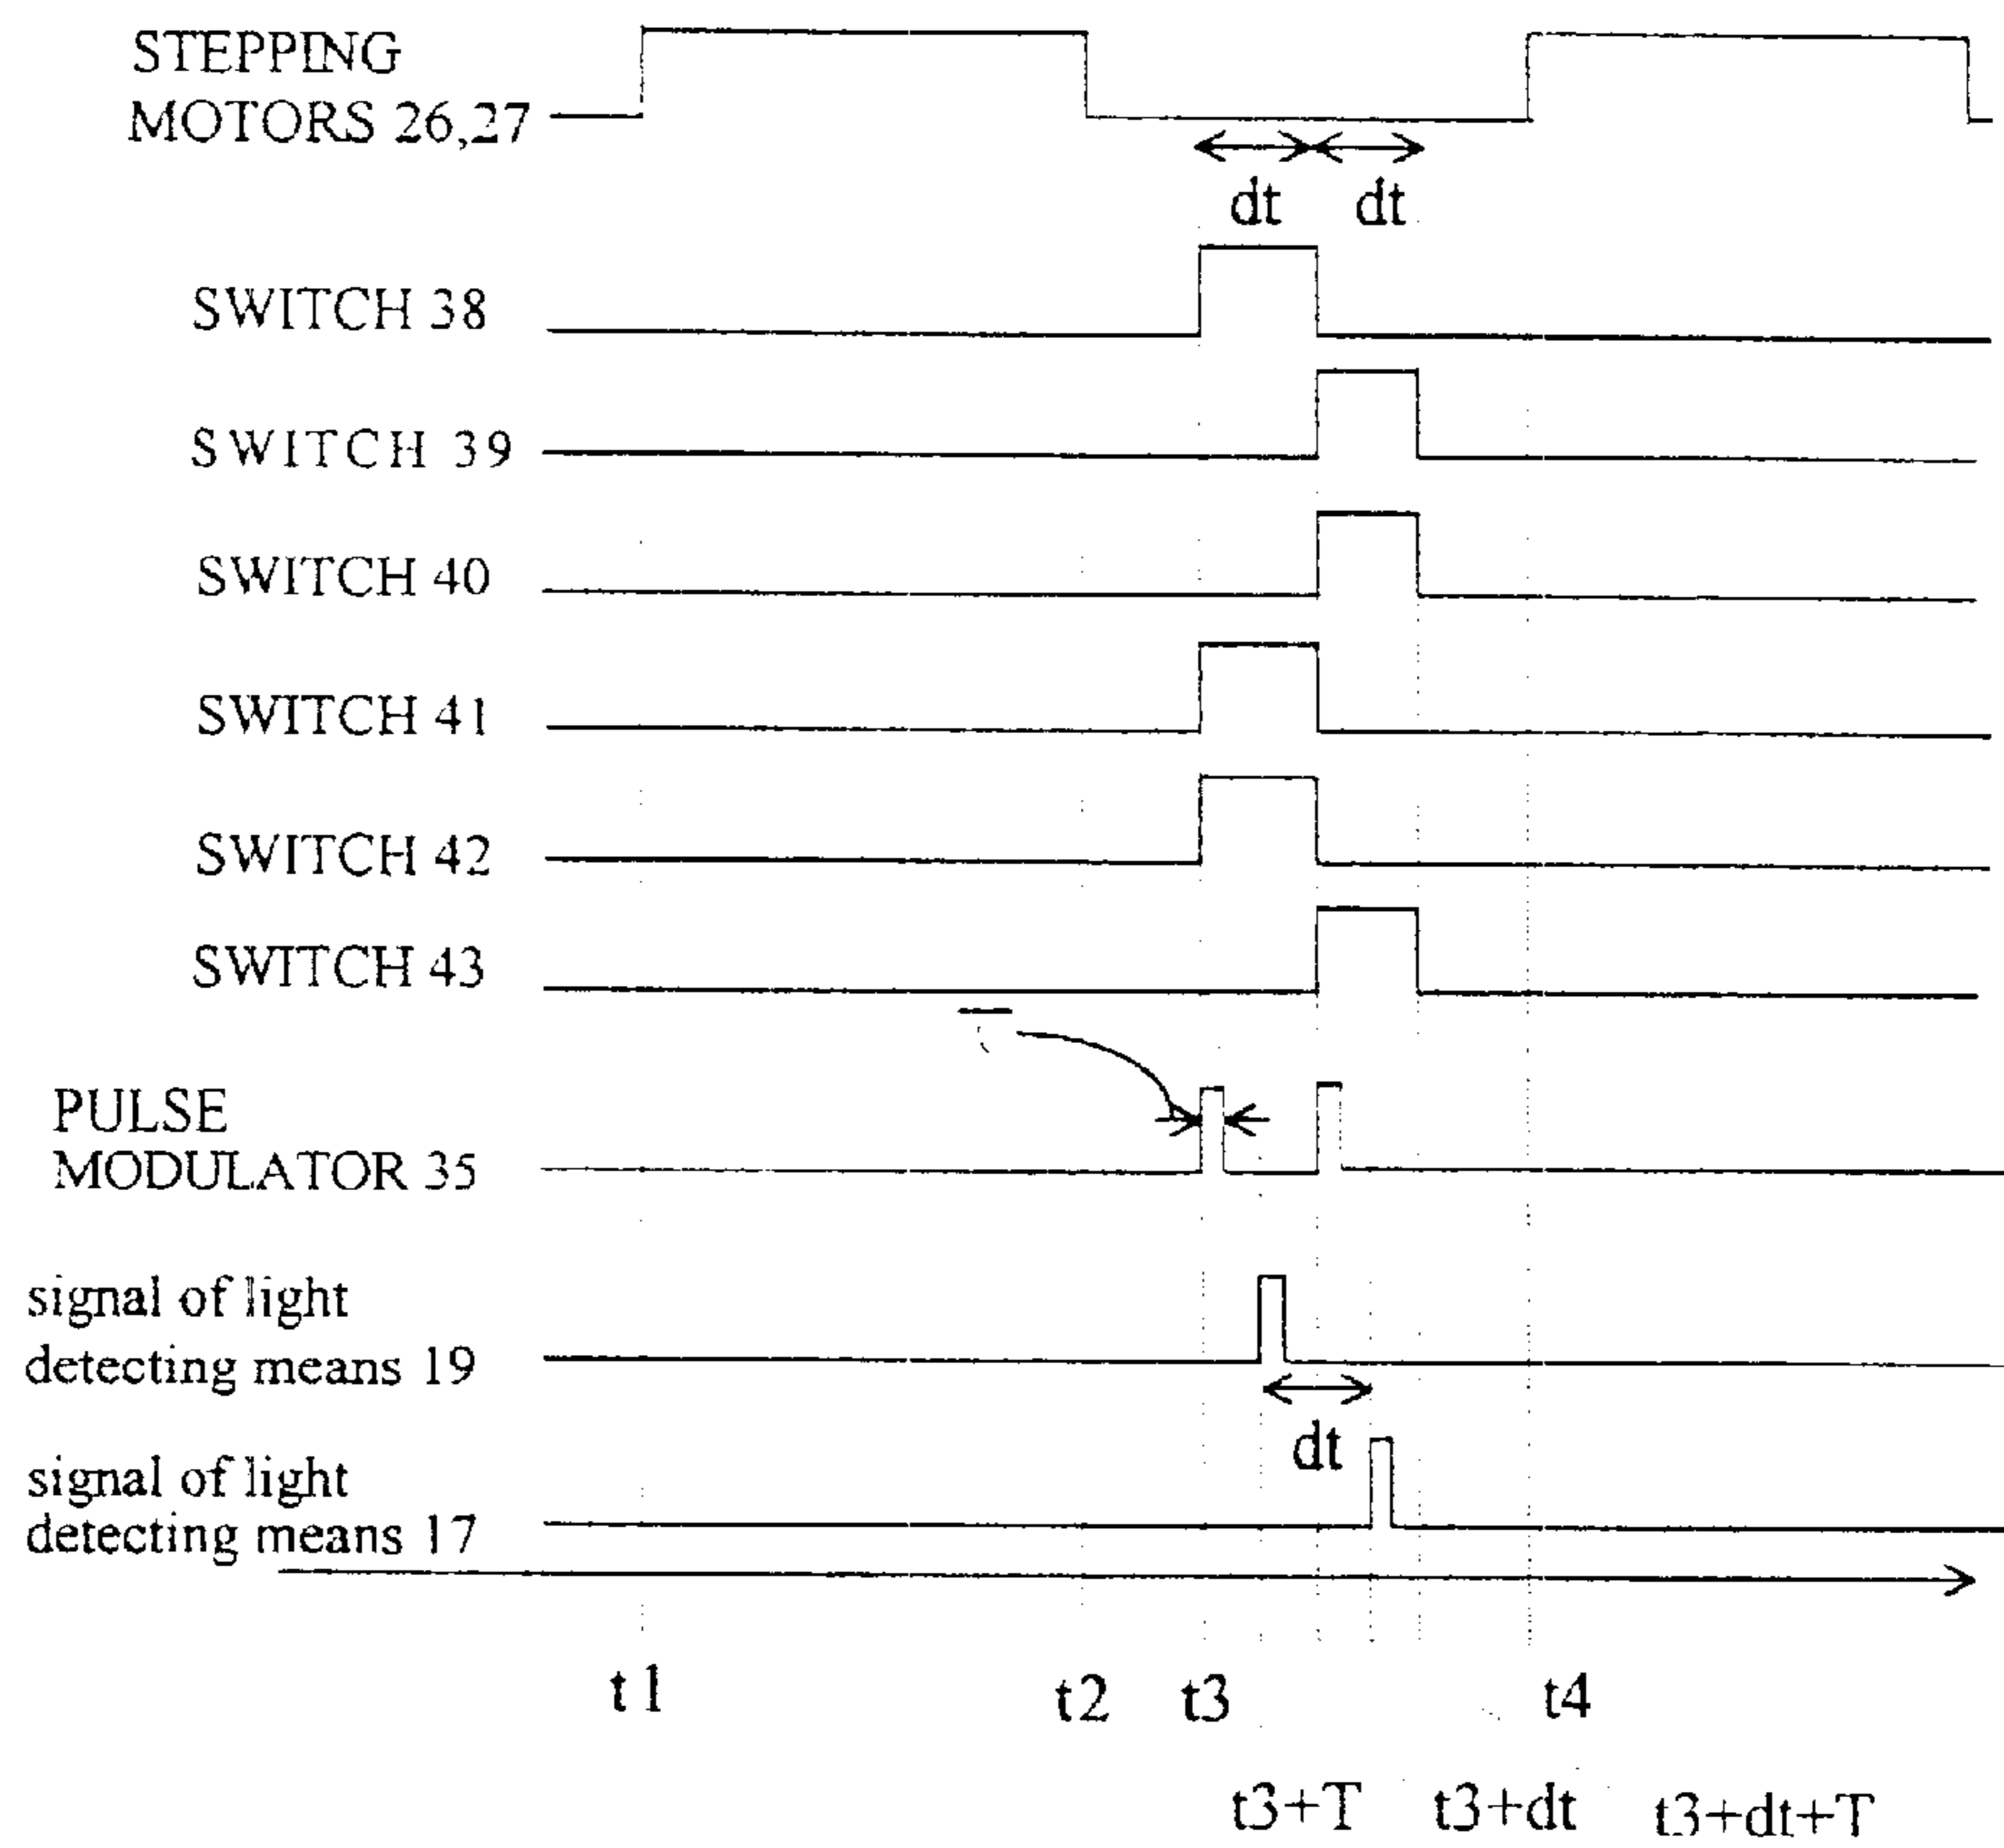 STEPPING
MOTORS 26,27
dt dt
SWITCH 38
SWITCH 39
SWITCH 40
SWITCH 41
SWITCH 42
SWITCH 43
PULSE
MODULATOR 35
signal of light
detecting means 19
dt
signal of light
detecting means 17
t1 t2 t3 t4
t3+T t3+dt t3+dt+T